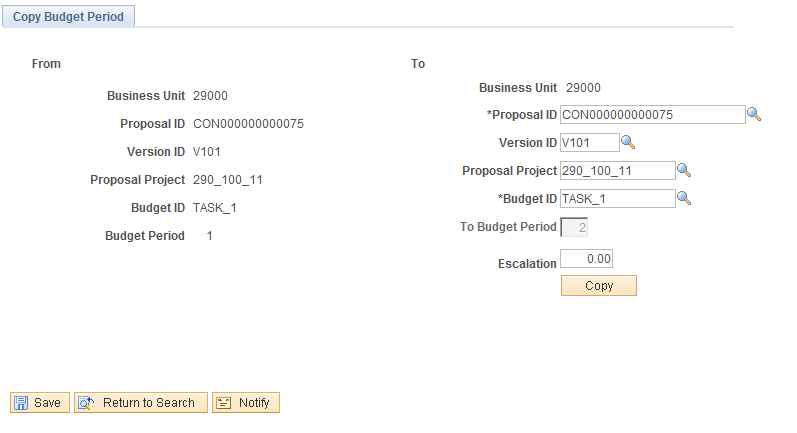 Copy Budget Period
From
Business Unit 29000
Proposal ID CON000000000075
Version ID V101
Proposal Project 290_100_11
Budget ID TASK_1
Budget Period 1
To
Business Unit 29000
*Proposal ID CON000000000075
Version ID V101
Proposal Project 290_100_11
*Budget ID TASK_1
To Budget Period 2
Escalation 0.00
Copy
Save Return to Search Notify